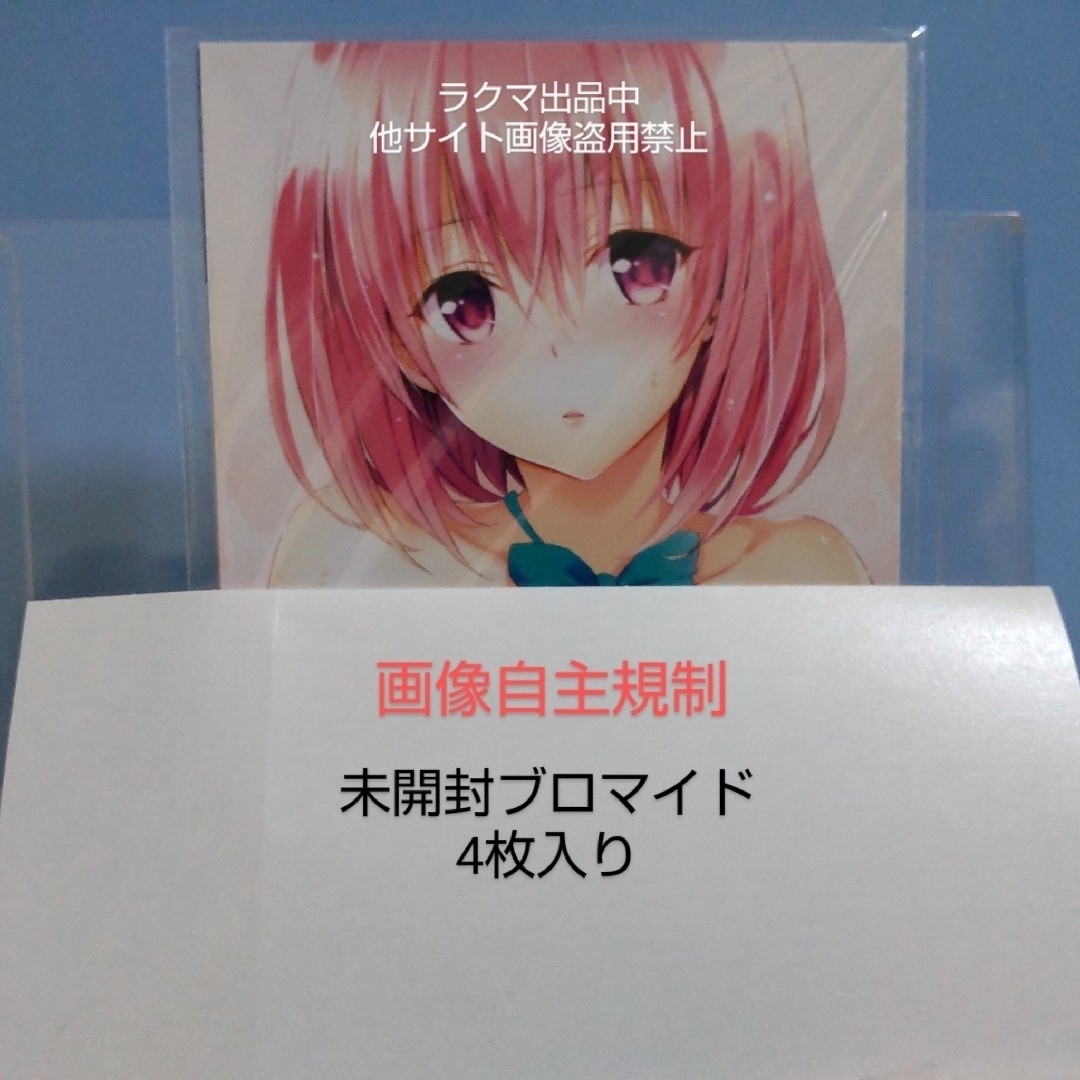 ラクマ出品中
他サイト画像盗用禁止
画像自主規制
未開封ブロマイド
4枚入り